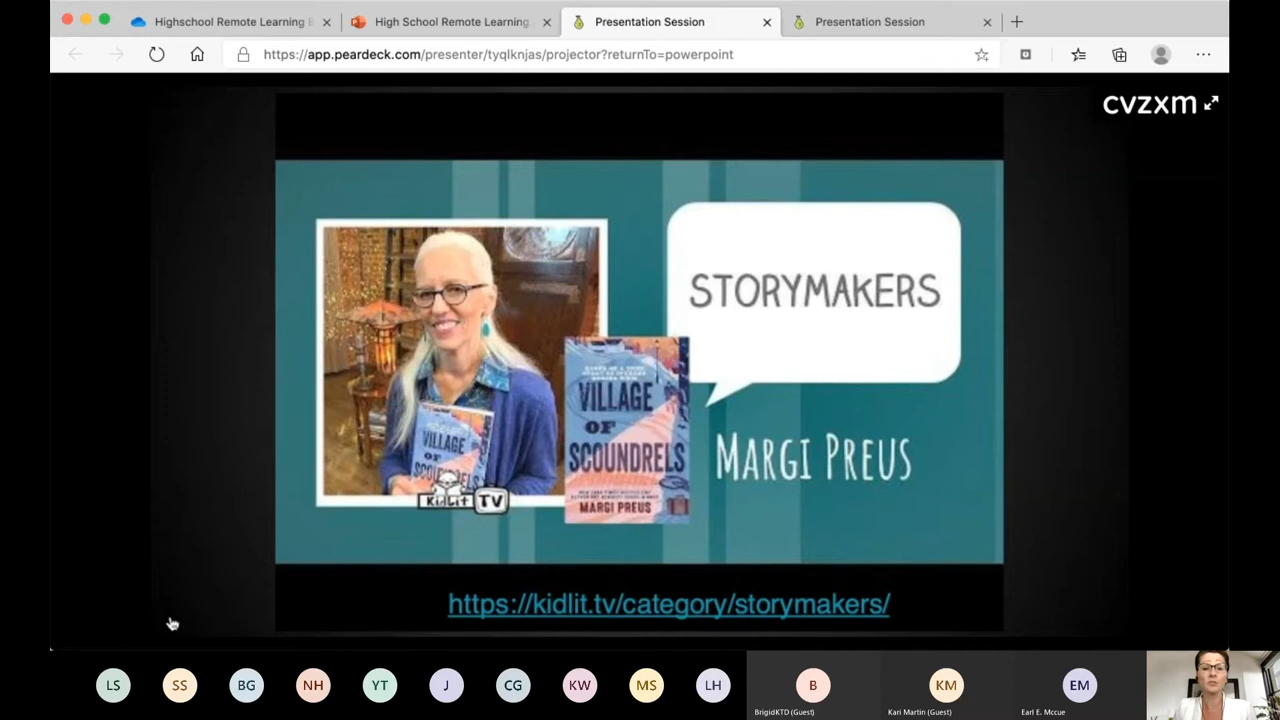 Highschool Remote Learning
High School Remote Learning
Presentation Session
Presentation Session
https://app.peardeck.com/presenter/tyqlknjas/projector?returnTo=powerpoint
cvzxm
STORYMAKERS
VILLAGE
OF
SCOUNDRELS
MARGI PREUS
VILLAGE
OF
KidLit TV
MARGI PREUS
https://kidlit.tv/category/storymakers/
LS SS BG NH YT J CG KW MS LH B KM EM
BrigidKTD (Guest) Kari Martin (Guest) Earl E. Mccue